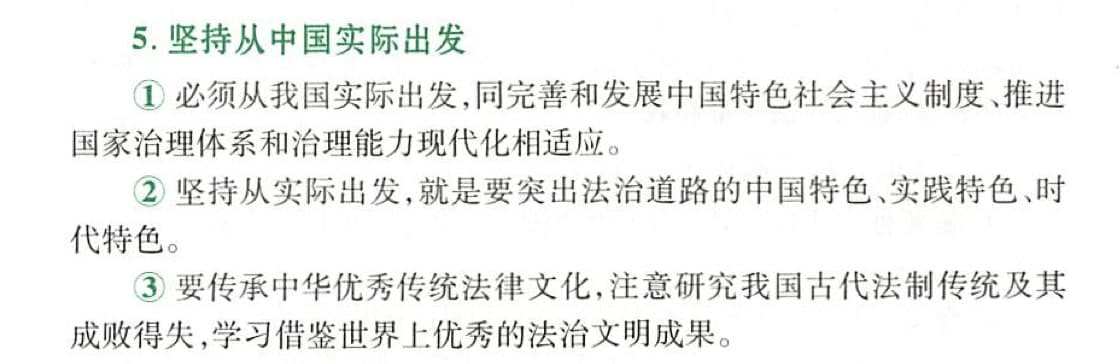 5. 坚持从中国实际出发
① 必须从我国实际出发,同完善和发展中国特色社会主义制度、推进
国家治理体系和治理能力现代化相适应。
② 坚持从实际出发,就是要突出法治道路的中国特色、实践特色、时
代特色。
③ 要传承中华优秀传统法律文化,注意研究我国古代法制传统及其
成败得失,学习借鉴世界上优秀的法治文明成果。